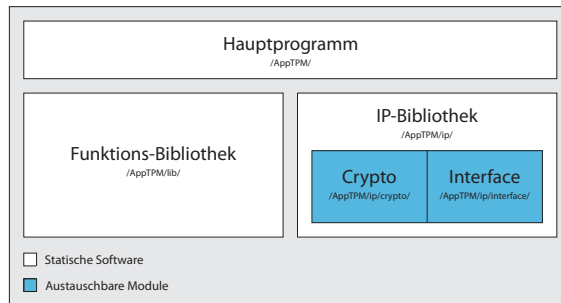 Hauptprogramm
/AppTPM/
Funktions-Bibliothek
/AppTPM/lib/
IP-Bibliothek
/AppTPM/ip/
Crypto
/AppTPM/ip/crypto/
Interface
/AppTPM/ip/interface/
Statische Software
Austauschbare Module